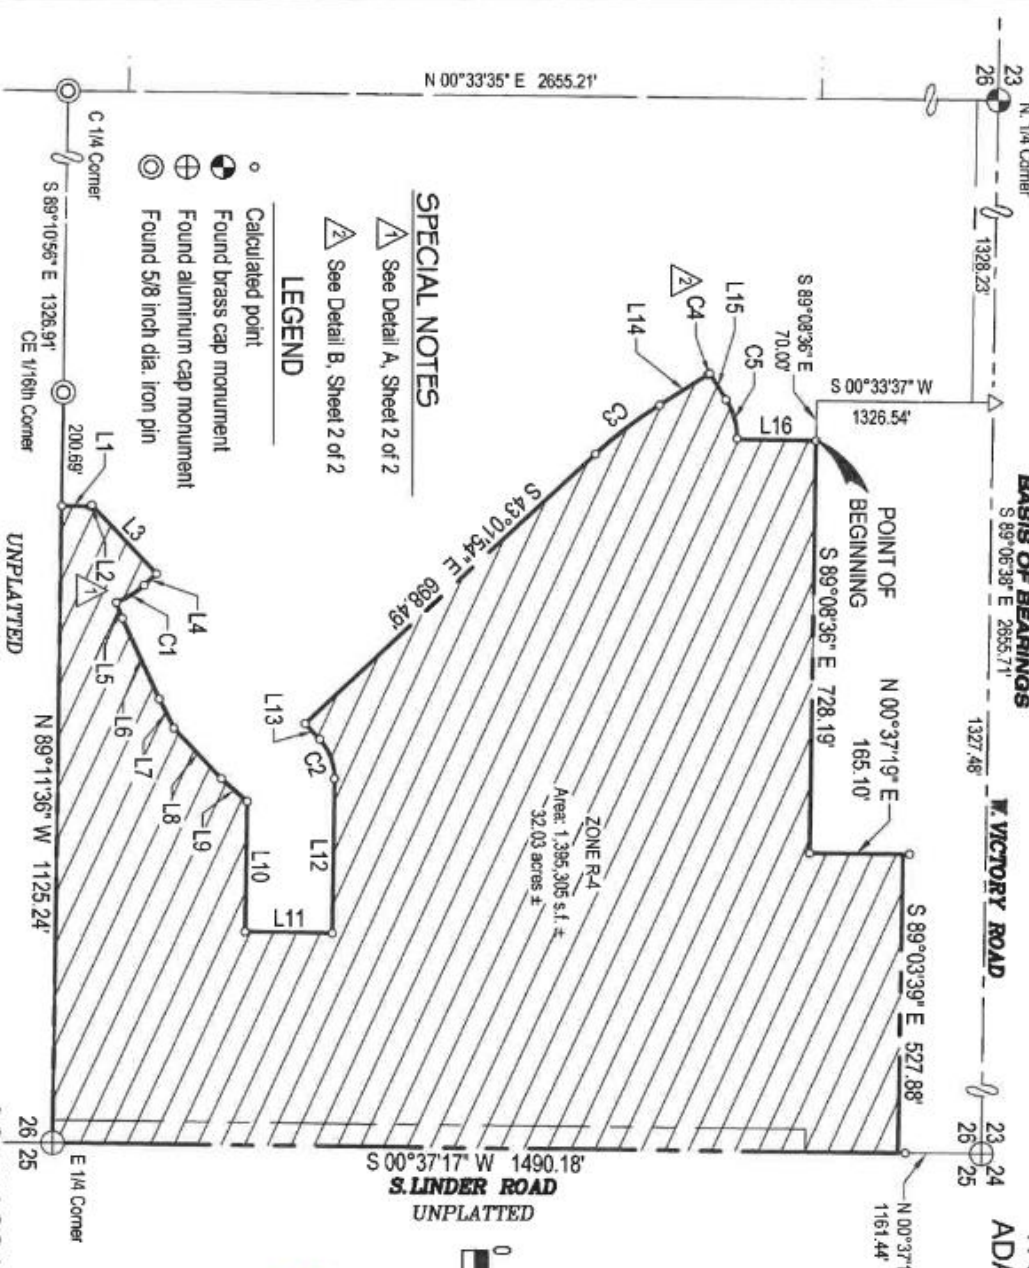 23
26
N. 1/4 Corner
1328.23'
BASIS OF BEARINGS
S 89°06'38" E 2655.71'
1327.48'
W. VICTORY ROAD
23
24
26
25
N 00°33'35" E 2655.21'
S 00°33'37" W
1326.54'
S 89°08'36" E
70.00'
POINT OF
BEGINNING
S 89°08'36" E 728.19'
N 00°37'19" E
165.10'
S 89°03'39" E 527.88'
1161.44'
L16
C5
L15
C4
2
L14
C3
S 43°01'54" E
698.49'
L13
C2
L12
L11
L10
L9
L8
L7
L6
L5
C1
L4
L3
L2
1
L1
ZONE R-4
Area: 1,395,305 s.f. ±
32.03 acres ±
SPECIAL NOTES
1 See Detail A, Sheet 2 of 2
2 See Detail B, Sheet 2 of 2
LEGEND
Calculated point
Found brass cap monument
Found aluminum cap monument
Found 5/8 inch dia. iron pin
C 1/4 Corner
S 89°10'56" E 1326.91'
CE 1/16th Corner
200.69'
UNPLATTED
N 89°11'36" W 1125.24'
26
25
E 1/4 Corner
S 00°37'17" W 1490.18'
S. LINDER ROAD
UNPLATTED
0